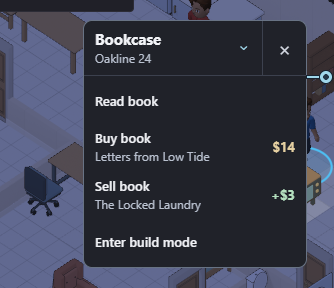 Bookcase
Oakline 24
Read book
Buy book
Letters from Low Tide
$14
Sell book
The Locked Laundry
+$3
Enter build mode